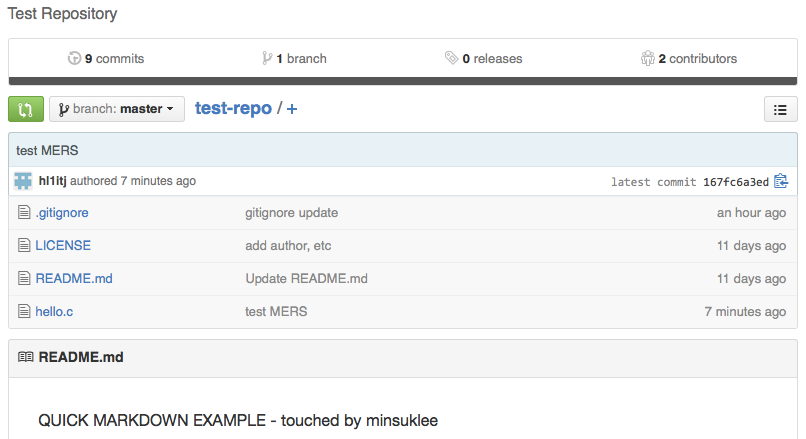 Test Repository
9 commits 1 branch 0 releases 2 contributors
branch: master test-repo / +
test MERS
hl1itj authored 7 minutes ago latest commit 167fc6a3ed
.gitignore gitignore update an hour ago
LICENSE add author, etc 11 days ago
README.md Update README.md 11 days ago
hello.c test MERS 7 minutes ago
README.md
QUICK MARKDOWN EXAMPLE - touched by minsuklee